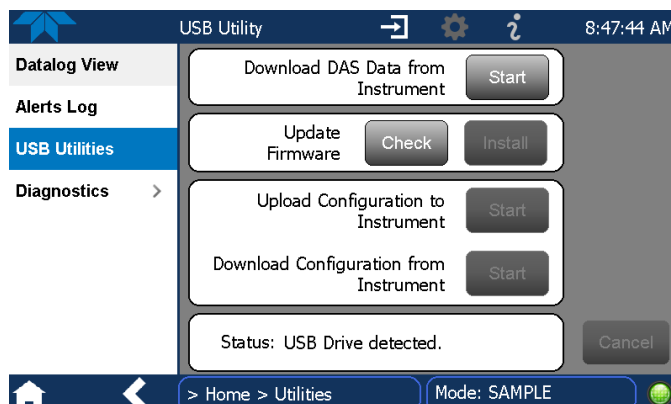 USB Utility
8:47:44 AM
Datalog View
Alerts Log
USB Utilities
Diagnostics >
Download DAS Data from
Instrument
Start
Update
Firmware
Check
Install
Upload Configuration to
Instrument
Start
Download Configuration from
Instrument
Start
Status: USB Drive detected.
Cancel
> Home > Utilities
Mode: SAMPLE